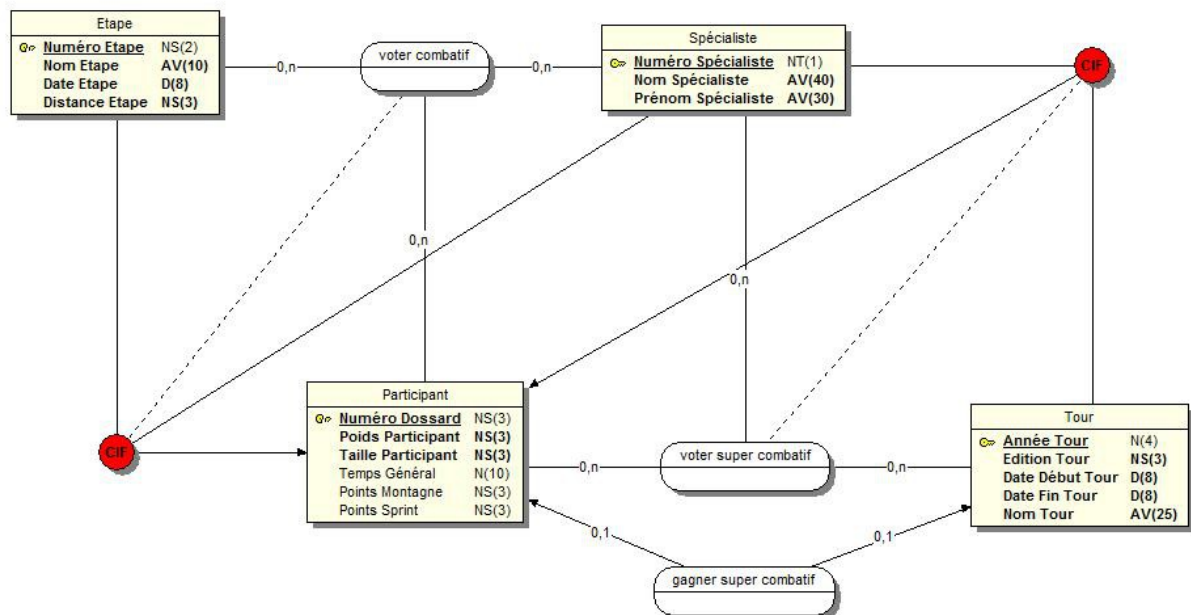 Etape
Numéro Etape NS(2)
Nom Etape AV(10)
Date Etape D(8)
Distance Etape NS(3)
0,n
voter combatif
0,n
Spécialiste
Numéro Spécialiste NT(1)
Nom Spécialiste AV(40)
Prénom Spécialiste AV(30)
CIF
0,n
0,n
CIF
Participant
Numéro Dossard NS(3)
Poids Participant NS(3)
Taille Participant NS(3)
Temps Général N(10)
Points Montagne NS(3)
Points Sprint NS(3)
0,n
voter super combatif
0,n
Tour
Année Tour N(4)
Edition Tour NS(3)
Date Début Tour D(8)
Date Fin Tour D(8)
Nom Tour AV(25)
0,1
0,1
gagner super combatif